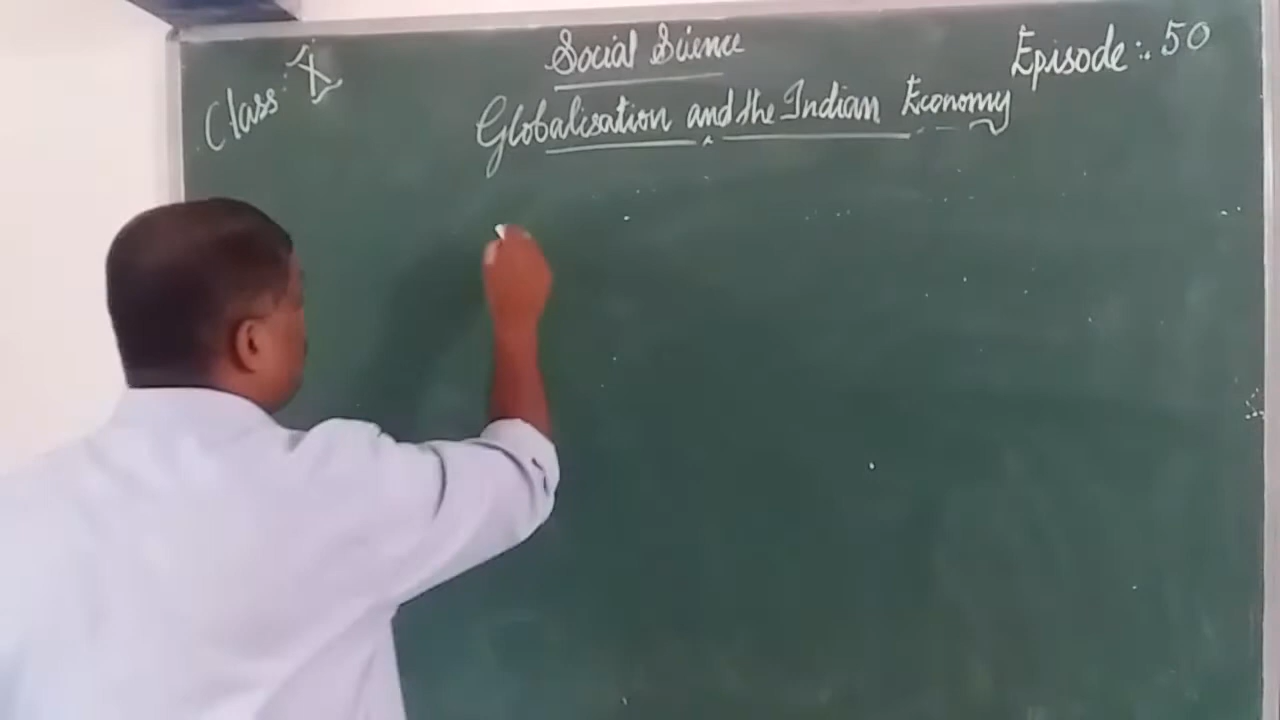 Class: X
Social Science
Episode:. 50
Globalisation and the Indian Economy